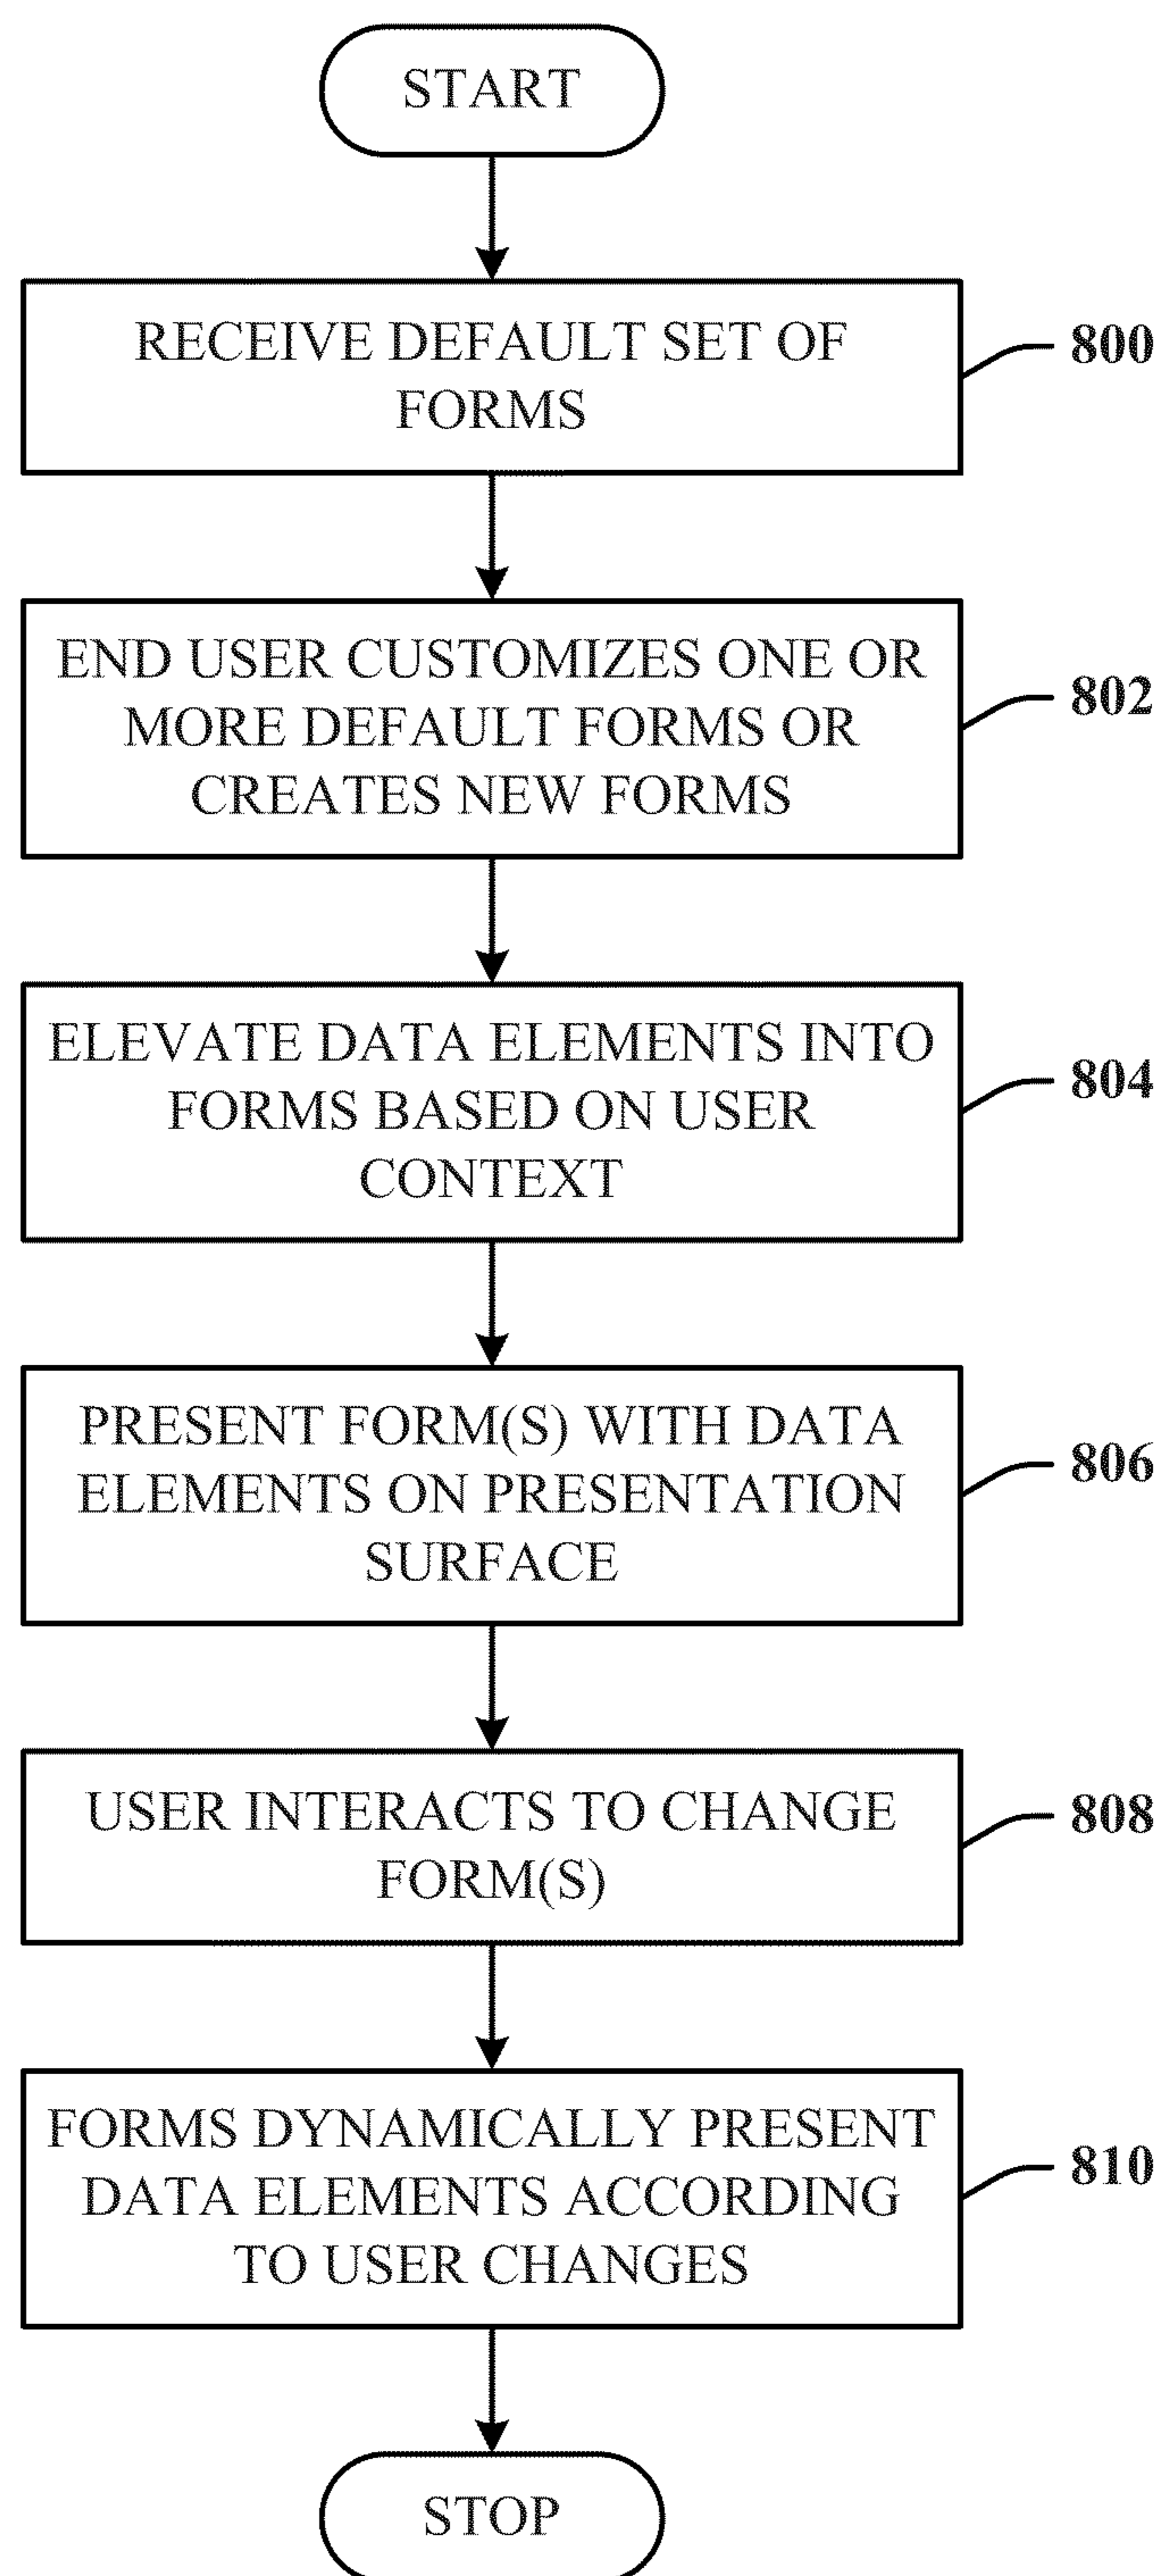 START
RECEIVE DEFAULT SET OF
FORMS
800
END USER CUSTOMIZES ONE OR
MORE DEFAULT FORMS OR
CREATES NEW FORMS
802
ELEVATE DATA ELEMENTS INTO
FORMS BASED ON USER
CONTEXT
804
PRESENT FORM(S) WITH DATA
ELEMENTS ON PRESENTATION
SURFACE
806
USER INTERACTS TO CHANGE
FORM(S)
808
FORMS DYNAMICALLY PRESENT
DATA ELEMENTS ACCORDING
TO USER CHANGES
810
STOP